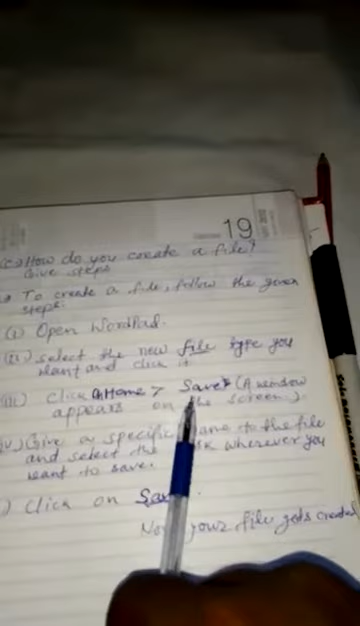 19
(c) How do you create a file?
Give steps
To create a file, follow the given
steps.
(i) Open WordPad.
(ii) Select the new file type you
want and click it
(iii) Click on Home > Save (A window
appears on the screen).
(iv) Give a specific name to the file
and select the wherever you
want to save.
Click on
Now your file gets created